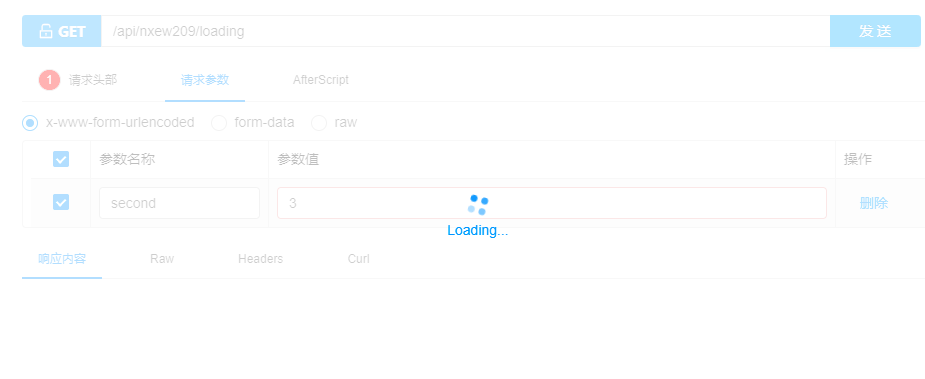 GET /api/nxew209/loading 发 送
1 请求头部 请求参数 AfterScript
x-www-form-urlencoded form-data raw
参数名称 参数值 操作
second 3 删除
Loading...
响应内容 Raw Headers Curl